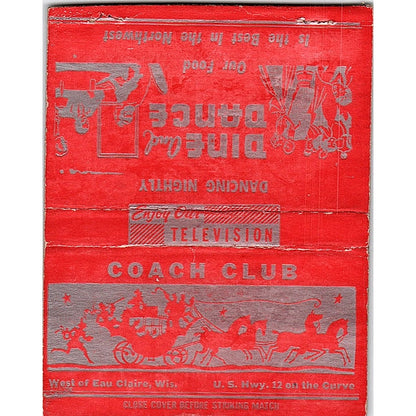 Is the Best In the Northwest
Our Food
DINE and
DANCE
DANCING NIGHTLY
Enjoy Our
TELEVISION
COACH CLUB
West of Eau Claire, Wis. U. S. Hwy. 12 on the Curve
CLOSE COVER BEFORE STRIKING MATCH